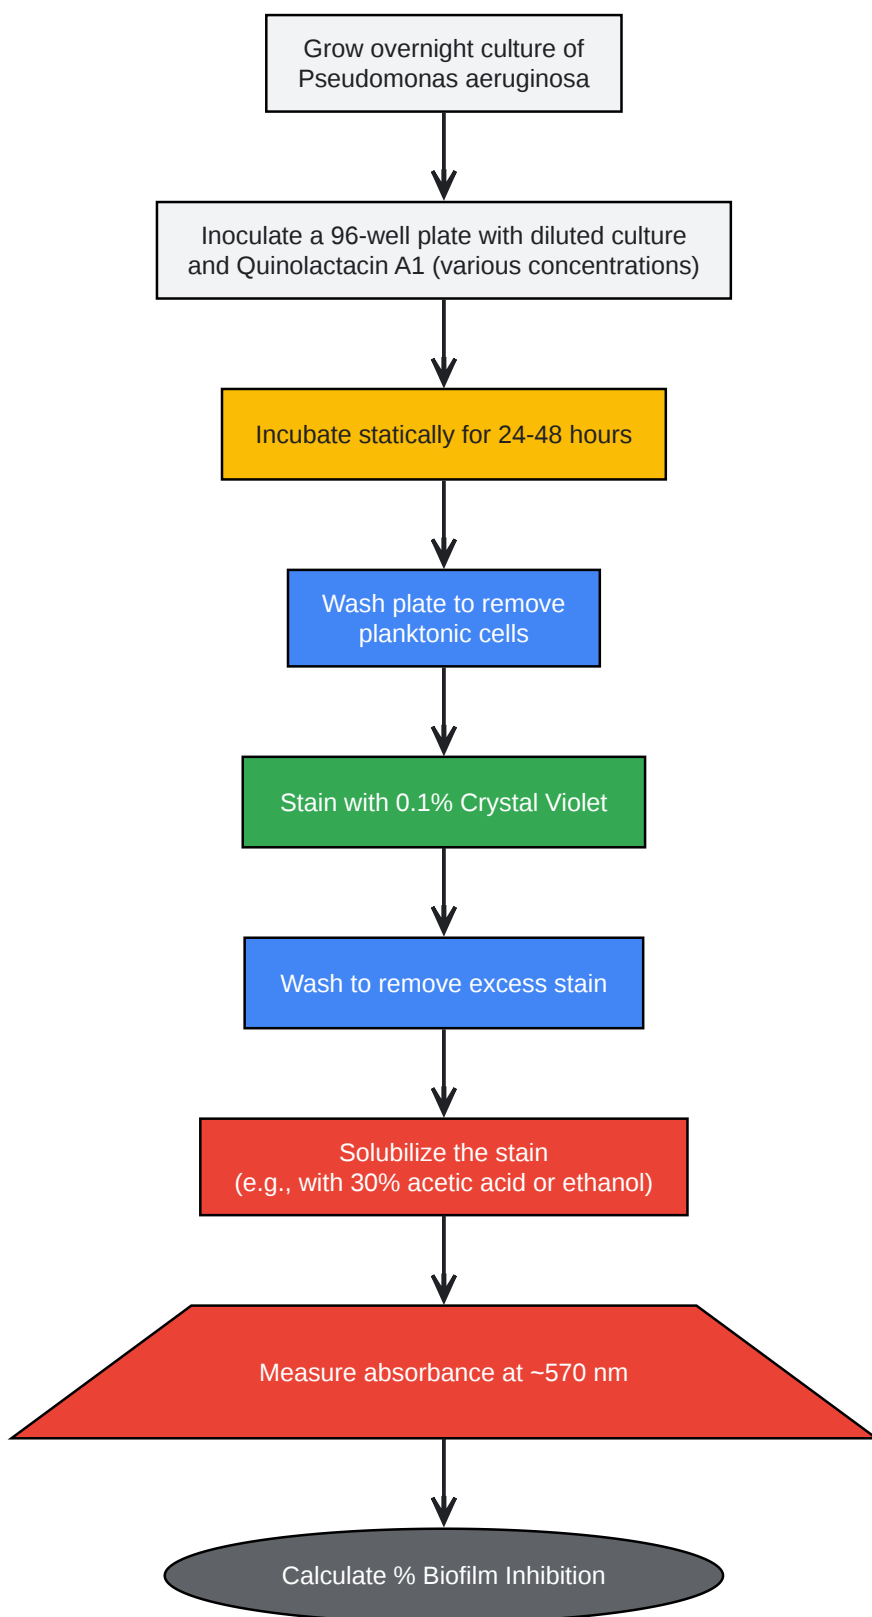 Grow overnight culture of
Pseudomonas aeruginosa
Inoculate a 96-well plate with diluted culture
and Quinolactacin A1 (various concentrations)
Incubate statically for 24-48 hours
Wash plate to remove
planktonic cells
Stain with 0.1% Crystal Violet
Wash to remove excess stain
Solubilize the stain
(e.g., with 30% acetic acid or ethanol)
Measure absorbance at ~570 nm
Calculate % Biofilm Inhibition